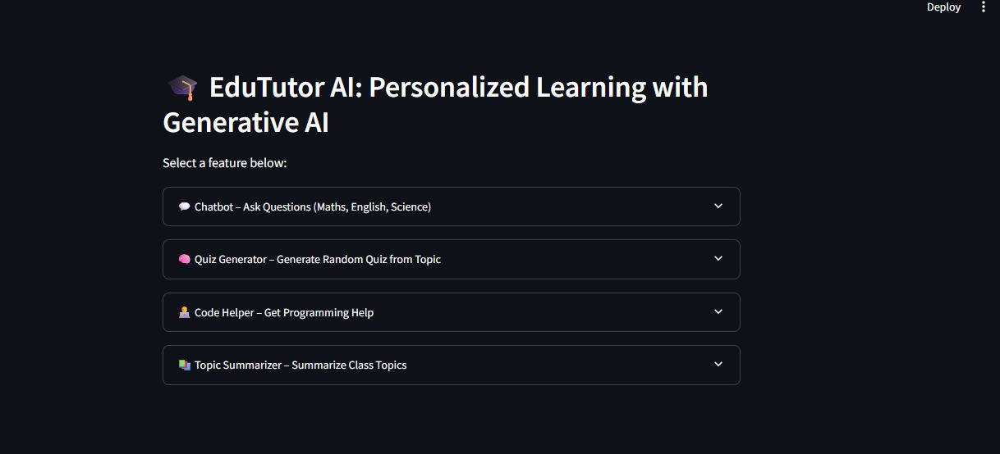 Deploy
🎓 EduTutor AI: Personalized Learning with
Generative AI
Select a feature below:
💬 Chatbot – Ask Questions (Maths, English, Science)
🧠 Quiz Generator – Generate Random Quiz from Topic
🧑‍💻 Code Helper – Get Programming Help
📚 Topic Summarizer – Summarize Class Topics